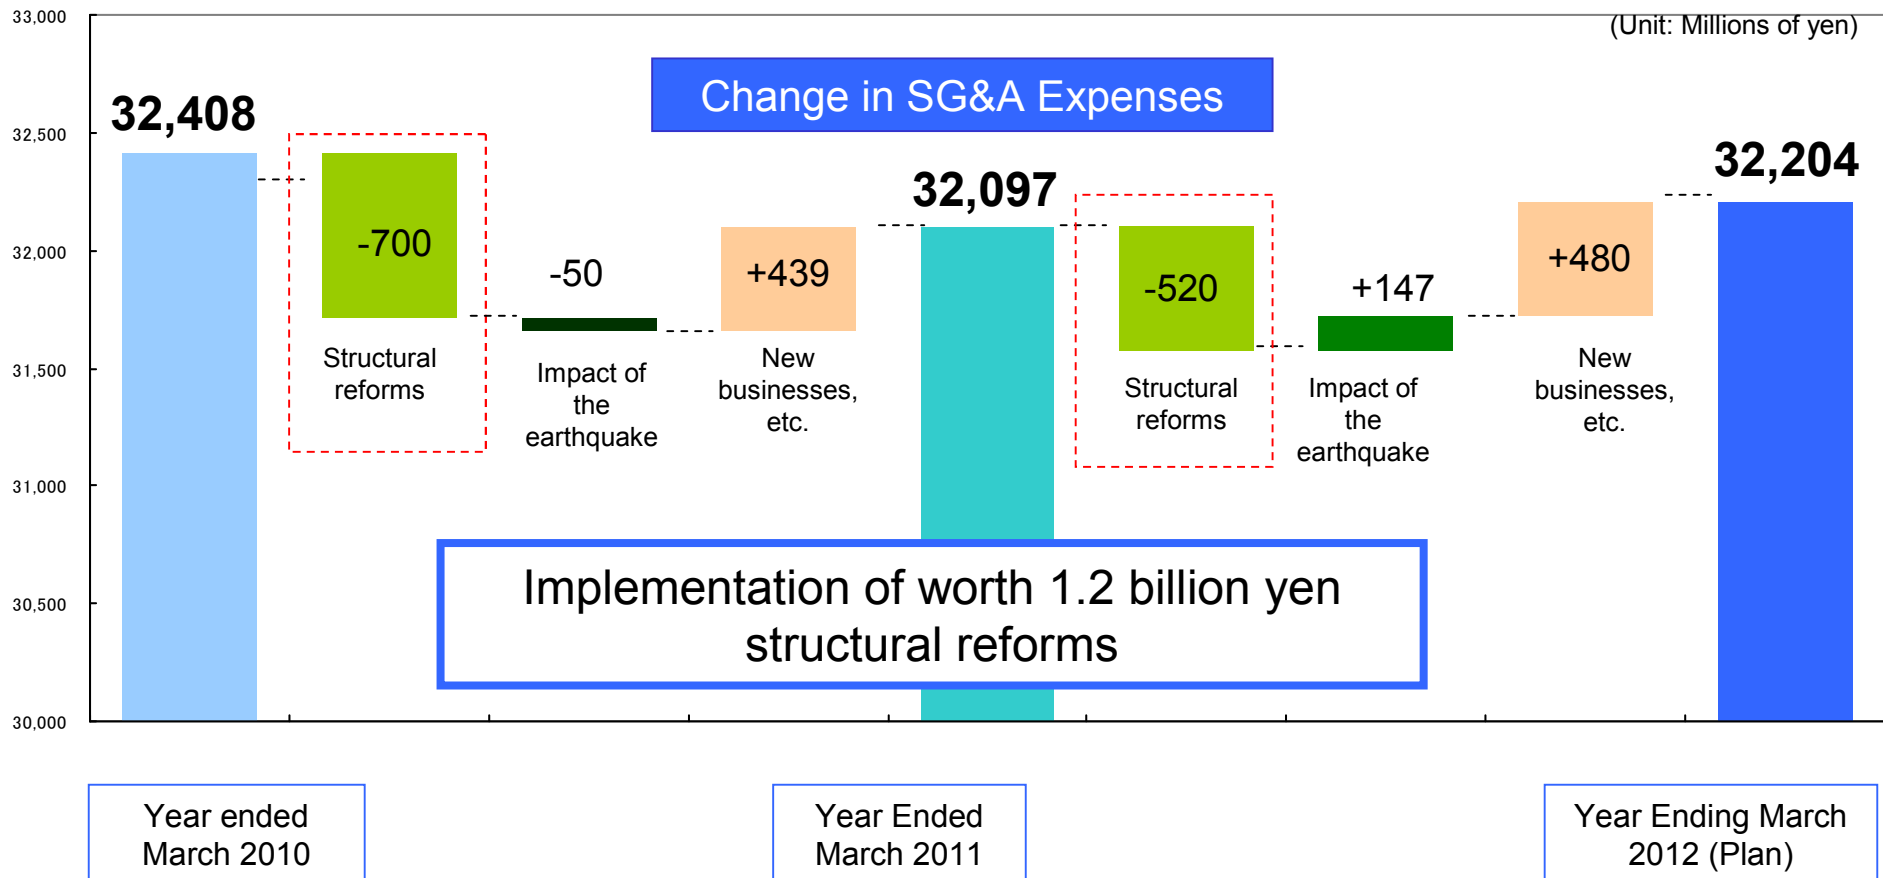 (Unit: Millions of yen)
Change in SG&A Expenses
33,000
32,500
32,000
31,500
31,000
30,500
30,000
32,408
-700
Structural
reforms
-50
Impact of
the
earthquake
+439
New
businesses,
etc.
32,097
-520
Structural
reforms
+147
Impact of
the
earthquake
+480
New
businesses,
etc.
32,204
Implementation of worth 1.2 billion yen
structural reforms
Year ended
March 2010
Year Ended
March 2011
Year Ending March
2012 (Plan)